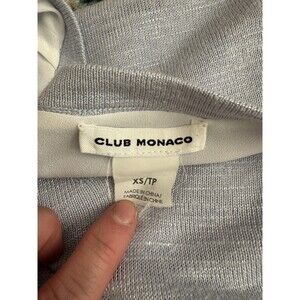 CLUB MONACO
XS/TP
MADE IN CHINA
FABRIQUÉ EN CHINE